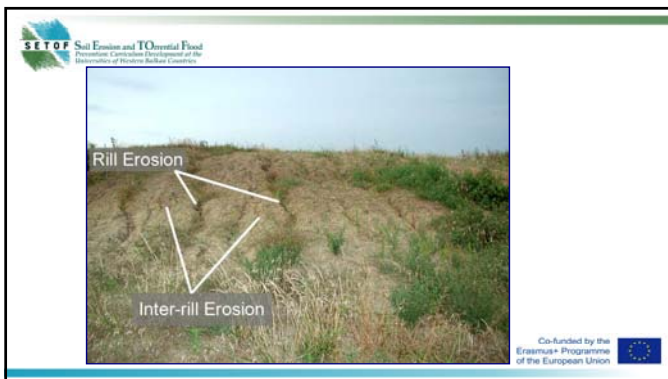 SETOF
Soil Erosion and TOrrential Flood
Prevention: Curriculum Development at the
Universities of Western Balkan Countries
Rill Erosion
Inter-rill Erosion
Co-funded by the
Erasmus+ Programme
of the European Union